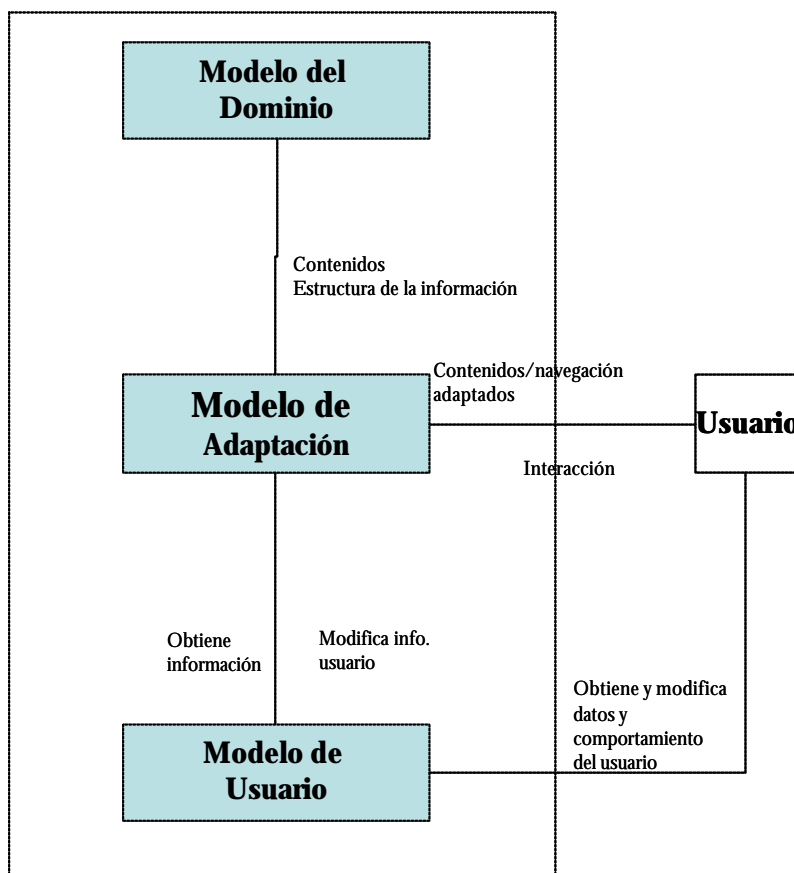 Modelo del
Dominio
Contenidos
Estructura de la información
Contenidos/navegación
adaptados
Modelo de
Adaptación
Usuario
Interacción
Obtiene
información
Modifica info.
usuario
Obtiene y modifica
datos y
comportamiento
del usuario
Modelo de
Usuario